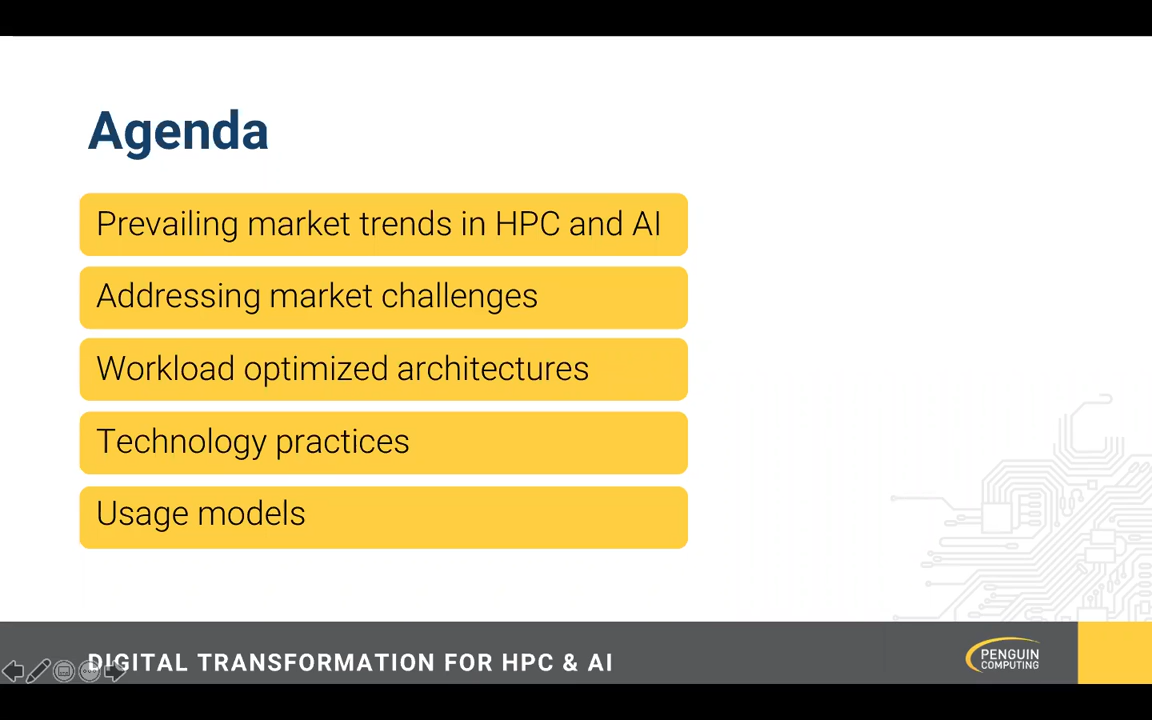 Agenda
Prevailing market trends in HPC and AI
Addressing market challenges
Workload optimized architectures
Technology practices
Usage models
DIGITAL TRANSFORMATION FOR HPC & AI
PENGUIN
COMPUTING